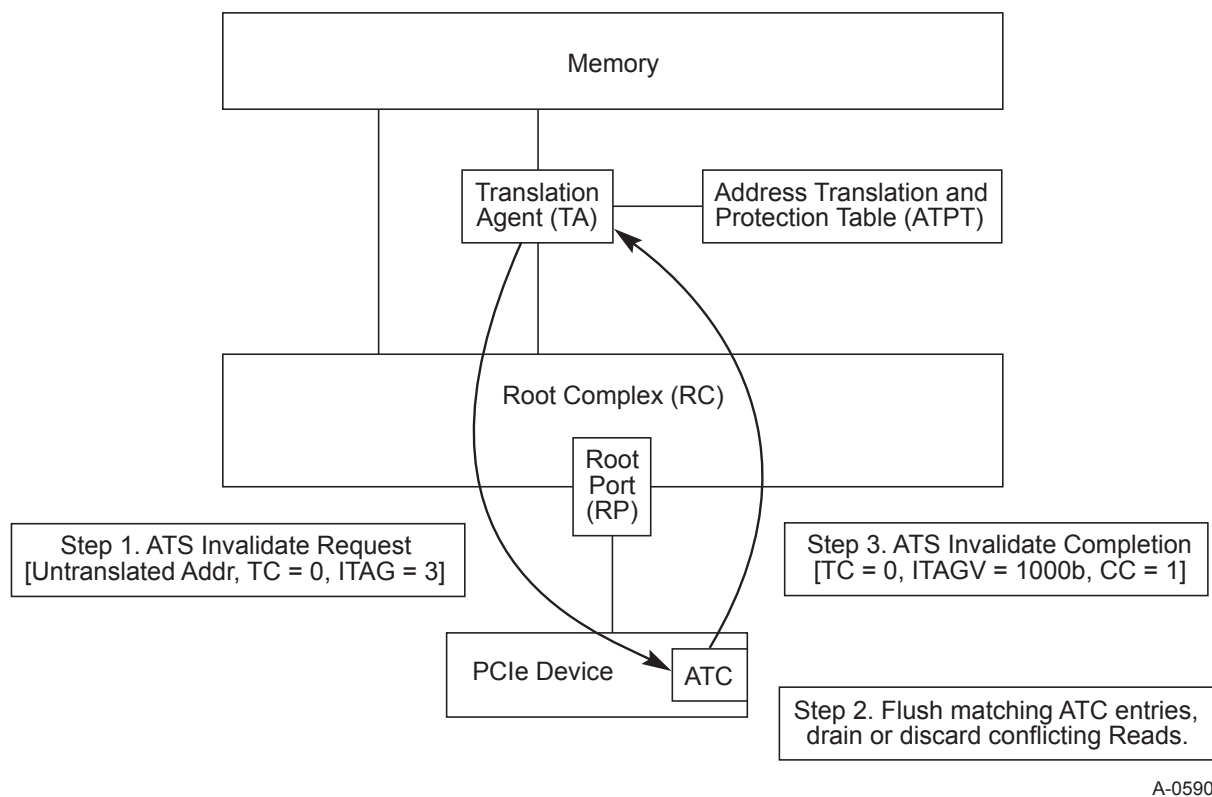 Memory
Translation
Agent (TA)
Address Translation and
Protection Table (ATPT)
Root Complex (RC)
Root
Port
(RP)
Step 1. ATS Invalidate Request
[Untranslated Addr, TC = 0, ITAG = 3]
Step 3. ATS Invalidate Completion
[TC = 0, ITAGV = 1000b, CC = 1]
PCIe Device
ATC
Step 2. Flush matching ATC entries,
drain or discard conflicting Reads.
A-0590